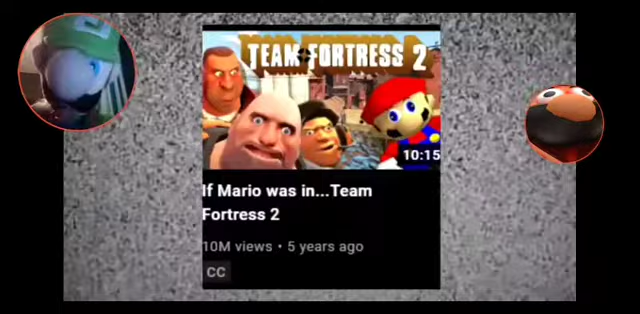 TEAM FORTRESS 2
10:15
If Mario was in...Team
Fortress 2
10M views • 5 years ago
CC